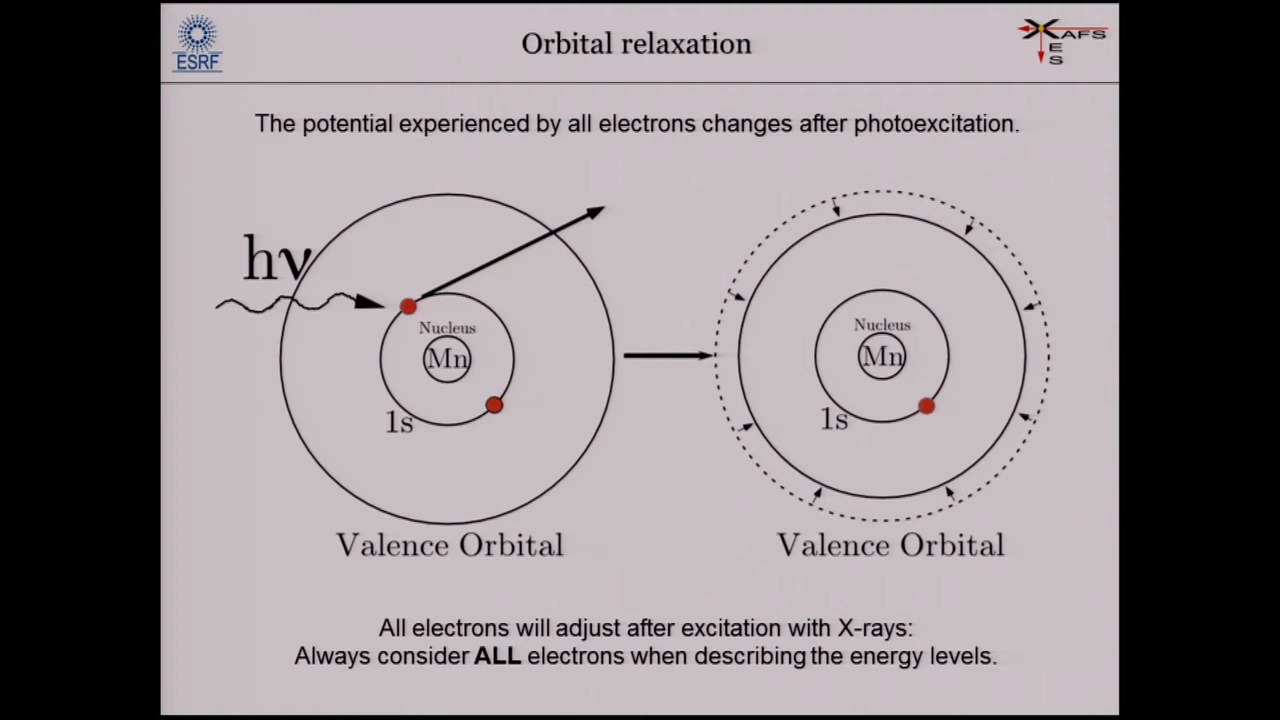 ESRF
Orbital relaxation
XAFS
ES
The potential experienced by all electrons changes after photoexcitation.
hν
Nucleus
Mn
1s
Valence Orbital
Nucleus
Mn
1s
Valence Orbital
All electrons will adjust after excitation with X-rays:
Always consider ALL electrons when describing the energy levels.